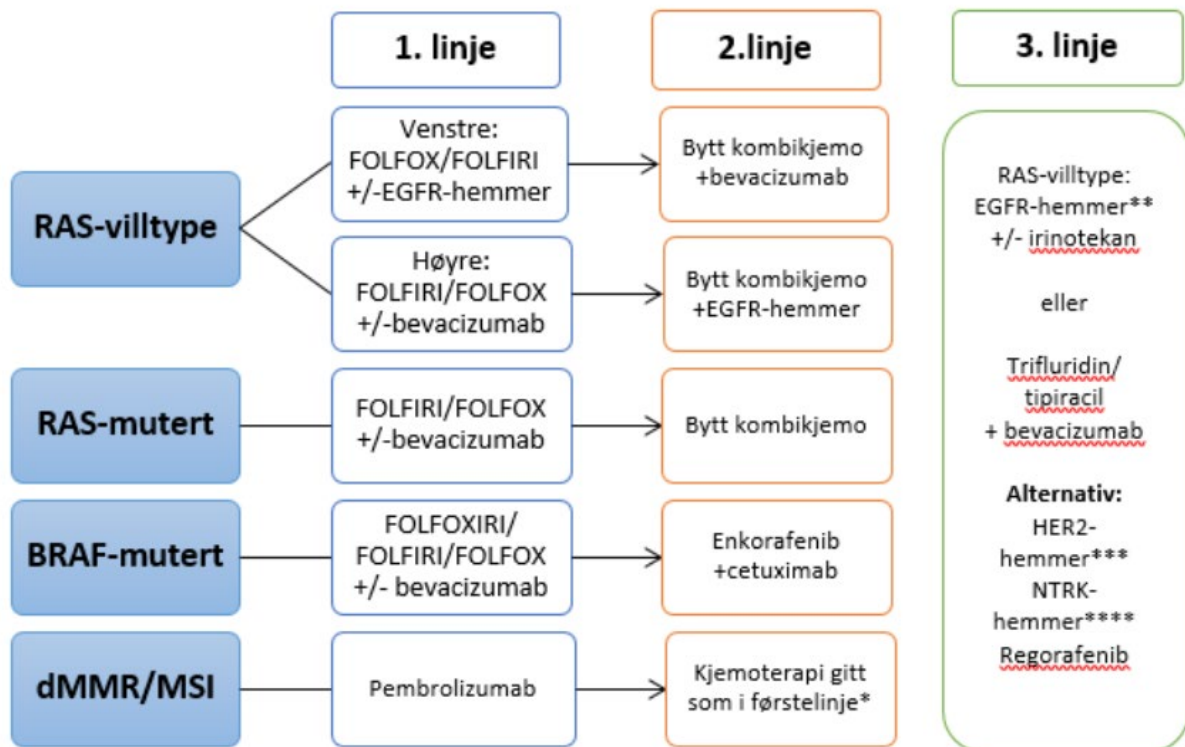 1. linje
2.linje
3. linje
RAS-villtype
Venstre:
FOLFOX/FOLFIRI
+/-EGFR-hemmer
Bytt kombikjemo
+bevacizumab
Høyre:
FOLFIRI/FOLFOX
+/-bevacizumab
Bytt kombikjemo
+EGFR-hemmer
RAS-mutert
FOLFIRI/FOLFOX
+/-bevacizumab
Bytt kombikjemo
BRAF-mutert
FOLFOXIRI/
FOLFIRI/FOLFOX
+/- bevacizumab
Enkorafenib
+cetuximab
dMMR/MSI
Pembrolizumab
Kjemoterapi gitt
som i førstelinje*
RAS-villtype:
EGFR-hemmer**
+/- irinotekan
eller
Trifluridin/
tipiracil
+ bevacizumab
Alternativ:
HER2-
hemmer***
NTRK-
hemmer****
Regorafenib